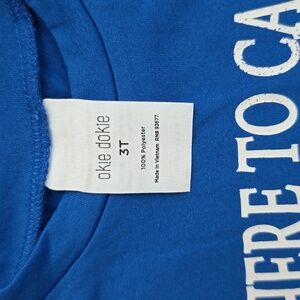 okie dokie
3T
100% Polyester
Made in Vietnam RN# 93677
HERE TO CA